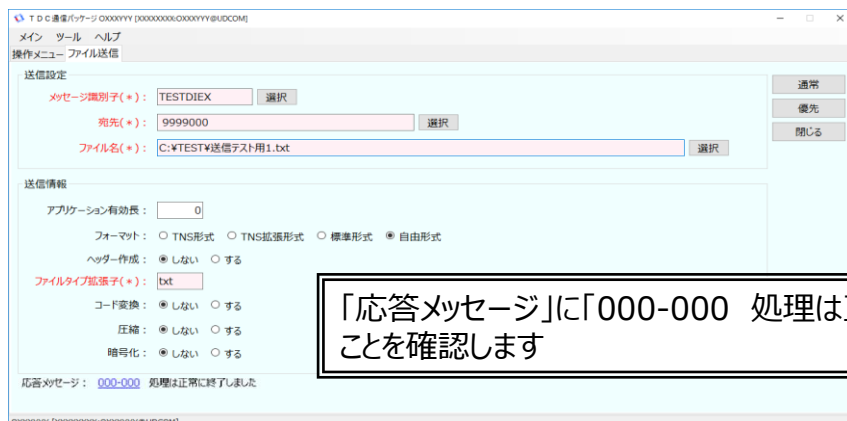 TDC通信パッケージ OXXXYYY [XXXXXXXX:OXXXYYY@UDCOM]
メイン ツール ヘルプ
操作メニュー ファイル送信
送信設定
メッセージ識別子(*): TESTDIEX 選択
宛先(*): 9999000 選択
ファイル名(*): C:¥TEST¥送信テスト用1.txt 選択
通常
優先
閉じる
送信情報
アプリケーション有効長: 0
フォーマット: TNS形式 TNS拡張形式 標準形式 自由形式
ヘッダー作成: しない する
ファイルタイプ拡張子(*): txt
コード変換: しない する
圧縮: しない する
暗号化: しない する
「応答メッセージ」に「000-000 処理は
ことを確認します
応答メッセージ: 000-000 処理は正常に終了しました